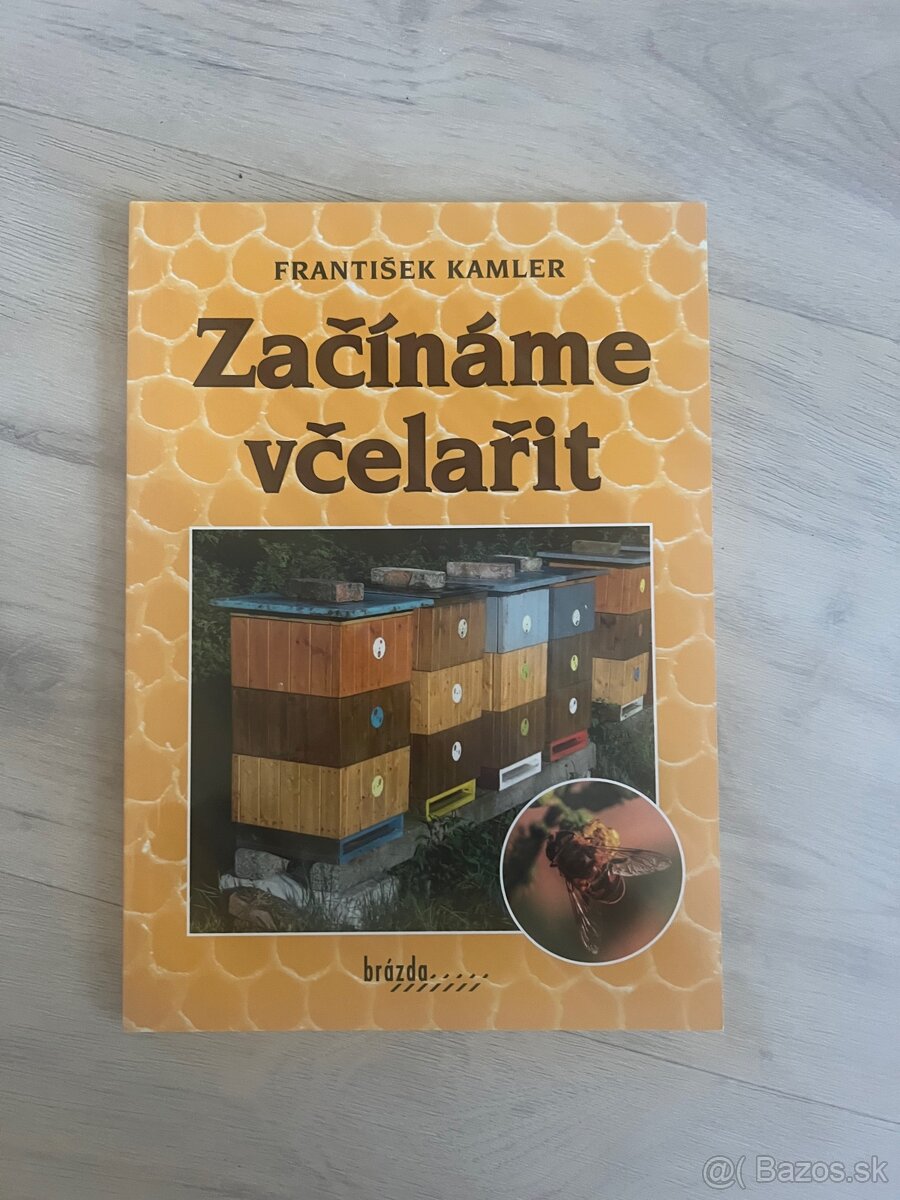 FRANTIŠEK KAMLER
Začínáme
včelařit
brázda
@( Bazos.sk